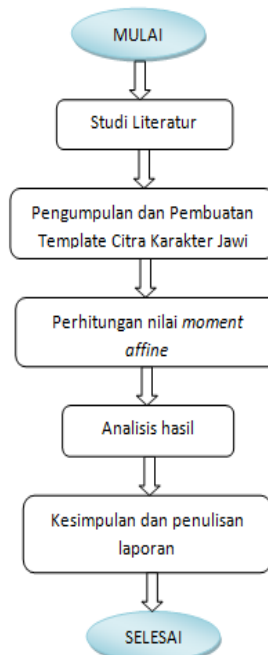 MULAI
Studi Literatur
Pengumpulan dan Pembuatan
Template Citra Karakter Jawi
Perhitungan nilai moment
affine
Analisis hasil
Kesimpulan dan penulisan
laporan
SELESAI